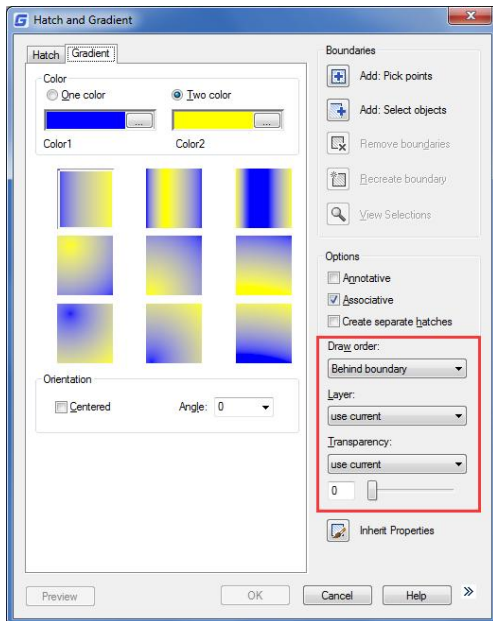 Hatch and Gradient
Hatch Gradient
Color
One color Two color
... ...
Color1 Color2
Orientation
Centered Angle: 0
Boundaries
Add: Pick points
Add: Select objects
Remove boundaries
Recreate boundary
View Selections
Options
Annotative
Associative
Create separate hatches
Draw order:
Behind boundary
Layer:
use current
Transparency:
use current
0
Inherit Properties
Preview OK Cancel Help »